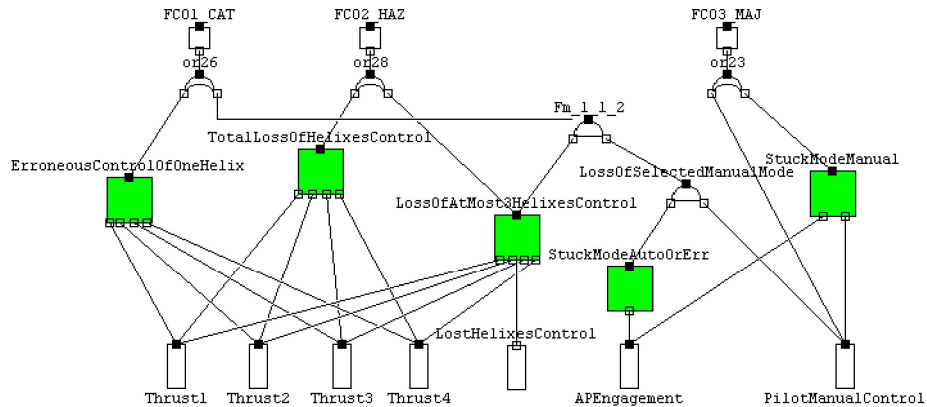 FC01_CAT FC02_HAZ FC03_MAJ
or26 or28 or23
Fm_1_1_2
TotalLossOfHelixesControl
ErroneousControlOfOneHelix StuckModeManual
LossOfSelectedManualMode
LossOfAtMost3HelixesControl
StuckModeAutoOrErr
LostHelixesControl
Thrust1 Thrust2 Thrust3 Thrust4 APEngagement PilotManualControl